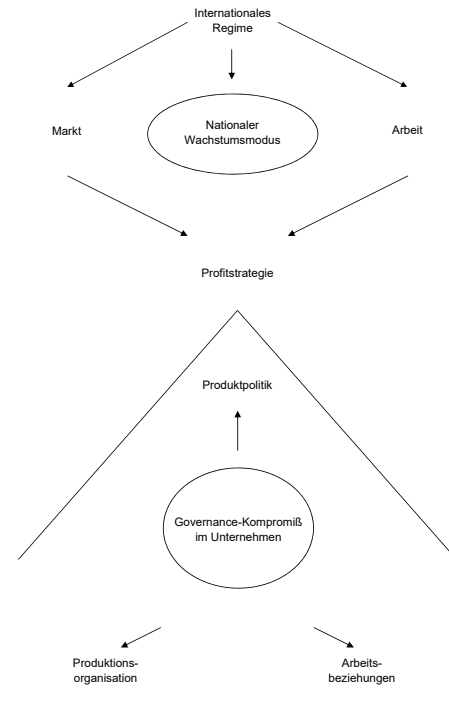 Internationales
Regime
Markt
Nationaler
Wachstumsmodus
Arbeit
Profitstrategie
Produktpolitik
Governance-Kompromiß
im Unternehmen
Produktions-
organisation
Arbeits-
beziehungen